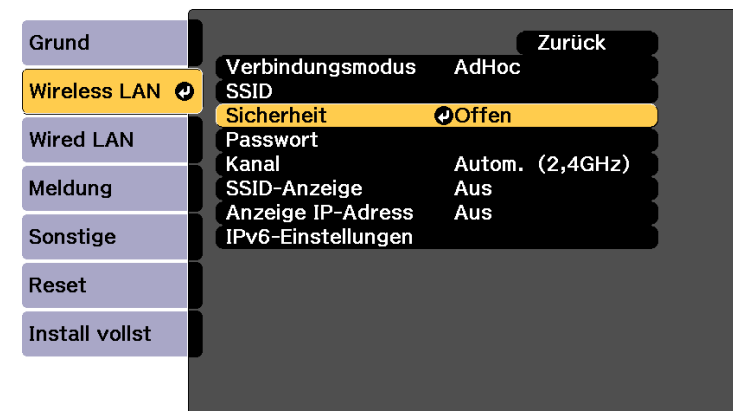 Grund
Wireless LAN
Wired LAN
Meldung
Sonstige
Reset
Install vollst
Zurück
Verbindungsmodus AdHoc
SSID
Sicherheit Offen
Passwort
Kanal Autom. (2,4GHz)
SSID-Anzeige Aus
Anzeige IP-Adress Aus
IPv6-Einstellungen